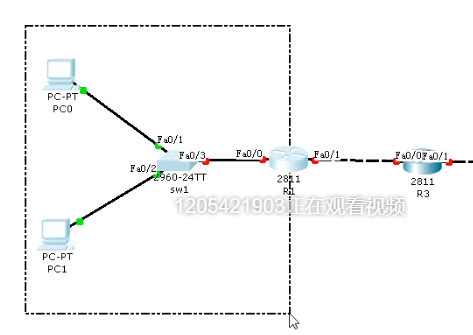 PC-PT
PC0
Fa0/1
Fa0/2
Fa0/3
2960-24TT
sw1
Fa0/0
Fa0/1
2811
R1
Fa0/0
Fa0/1
2811
R3
PC-PT
PC1
1205421903正在观看视频